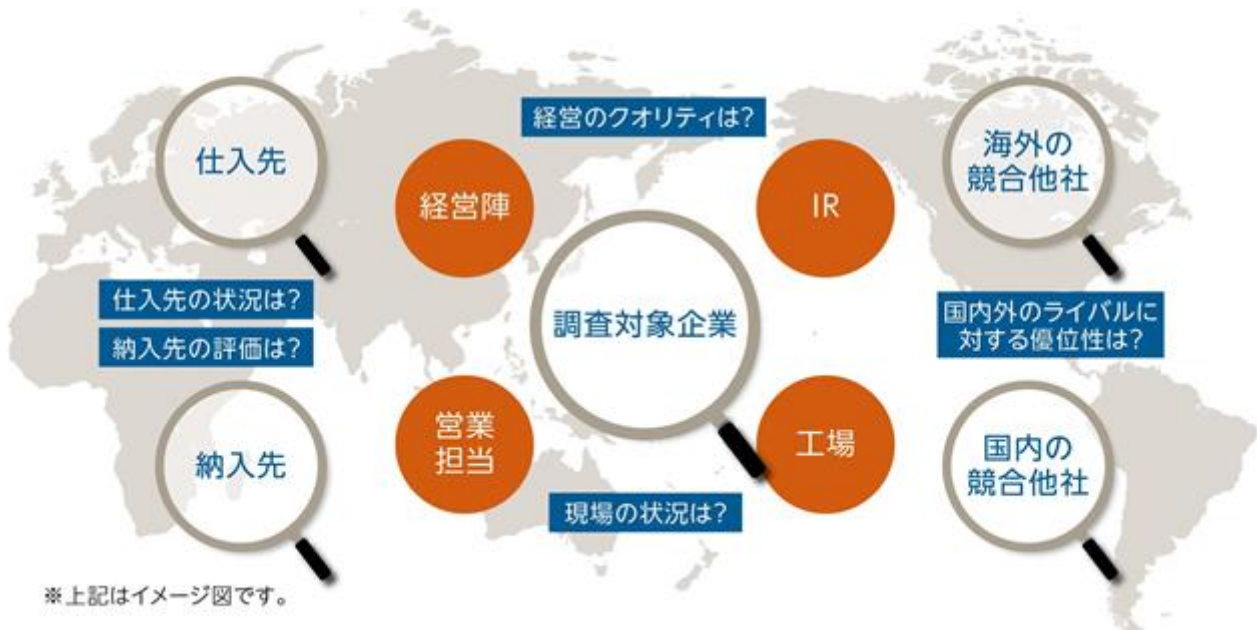 経営のクオリティは?
仕入先
経営陣
IR
海外の
競合他社
仕入先の状況は?
納入先の評価は?
調査対象企業
国内外のライバルに
対する優位性は?
納入先
営業
担当
工場
国内の
競合他社
現場の状況は?
※上記はイメージ図です。